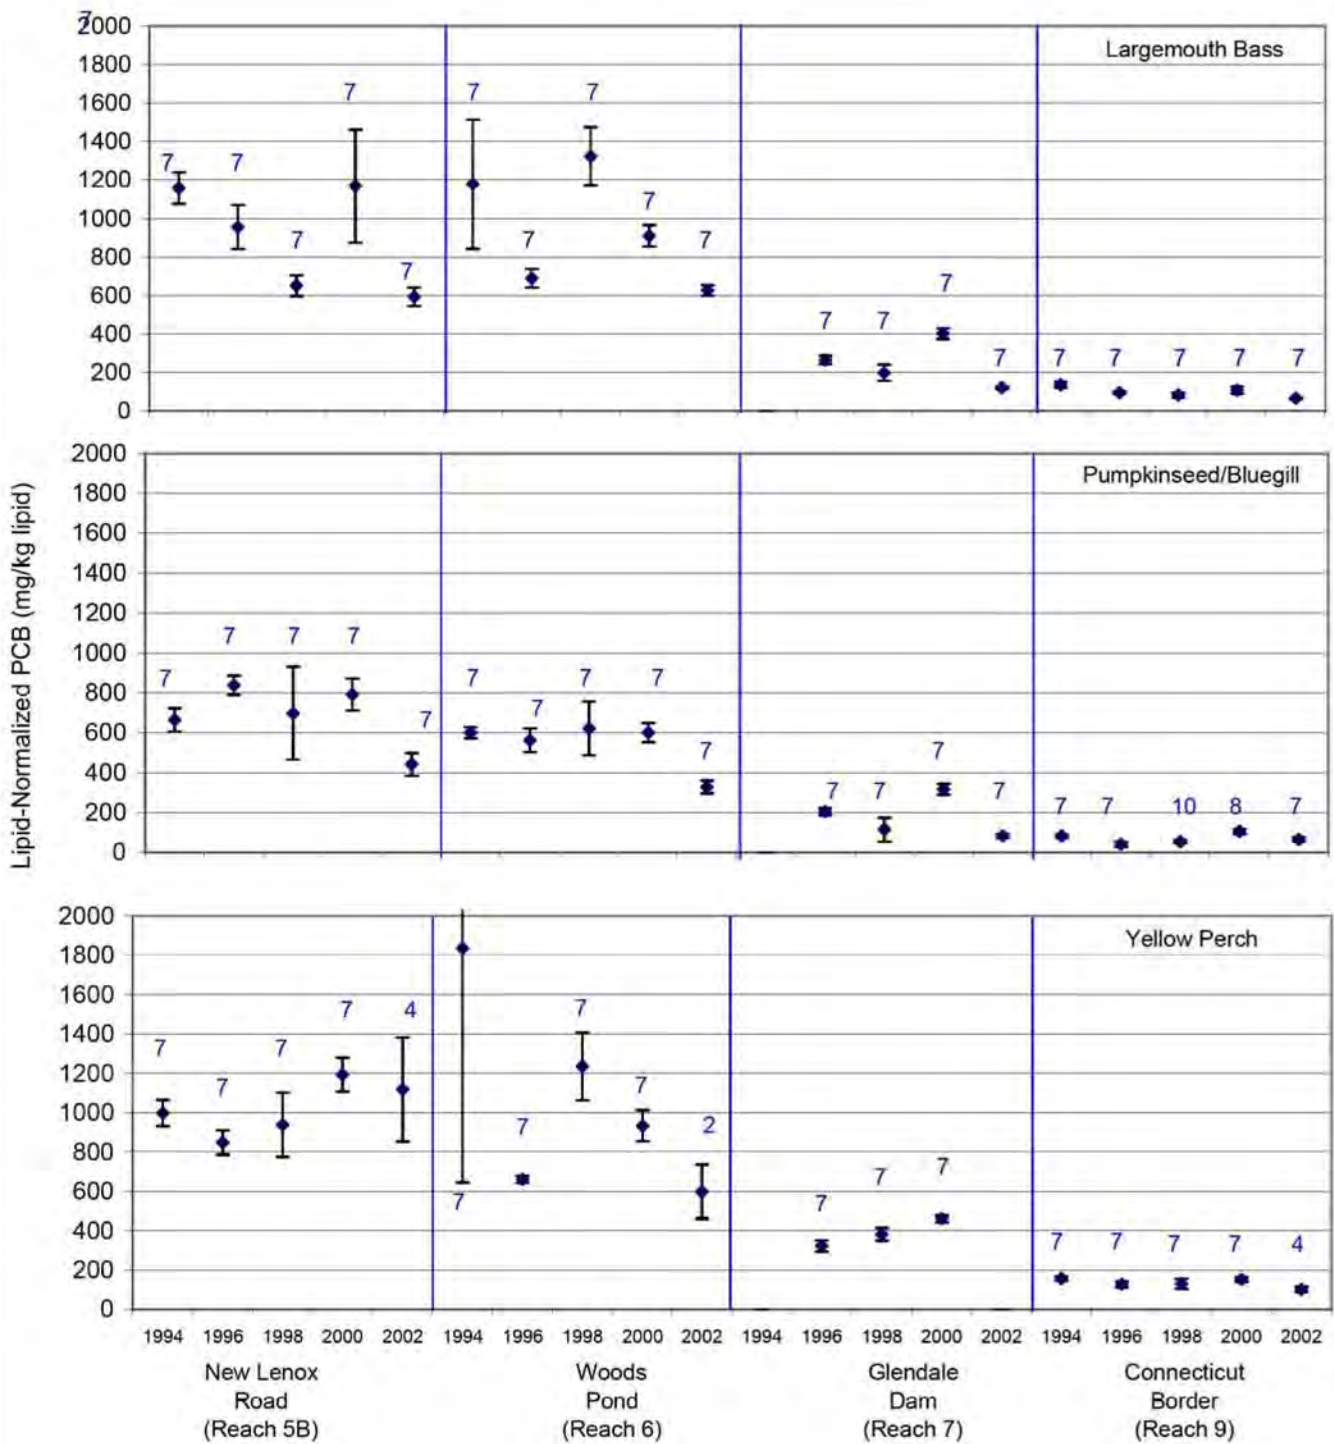 7
2000
Largemouth Bass
1800
7 7 7
1600
1400
7 7
1200
7
1000
7 7
800
7
600
7 7 7
400
7 7 7 7 7 7
200
0
Lipid-Normalized PCB (mg/kg lipid)
2000
Pumpkinseed/Bluegill
1800
1600
1400
1200
7 7 7
1000
7 7 7 7
800
7 7
600
7 7
400
7 7 7 7 7 10 8 7
200
0
2000
Yellow Perch
1800
1600
7 4
1400
7 7 7
1200
7 7
1000
7 2
800
7 7
600
7 7
400
7 7 7 7 4
200
0
1994 1996 1998 2000 2002 1994 1996 1998 2000 2002 1994 1996 1998 2000 2002 1994 1996 1998 2000 2002
New Lenox Woods Glendale Connecticut
Road Pond Dam Border
(Reach 5B) (Reach 6) (Reach 7) (Reach 9)